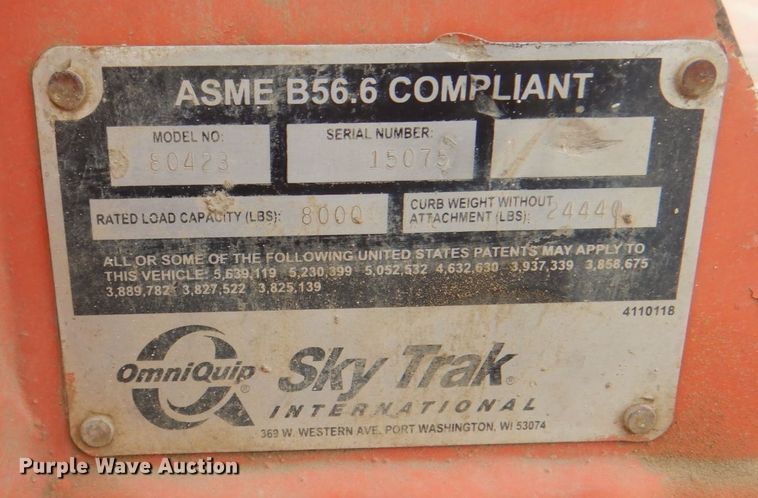 ASME B56.6 COMPLIANT
MODEL NO: SERIAL NUMBER:
80423 15075
RATED LOAD CAPACITY (LBS): 8000 CURB WEIGHT WITHOUT ATTACHMENT (LBS): 24440
ALL OR SOME OF THE FOLLOWING UNITED STATES PATENTS MAY APPLY TO
THIS VEHICLE: 5,639,119 5,230,399 5,052,532 4,632,630 3,937,339 3,858,675
3,889,782 3,827,522 3,825,139
4110118
OmniQuip® Sky Trak®
INTERNATIONAL
369 W. WESTERN AVE. PORT WASHINGTON, WI 53074
Purple Wave Auction